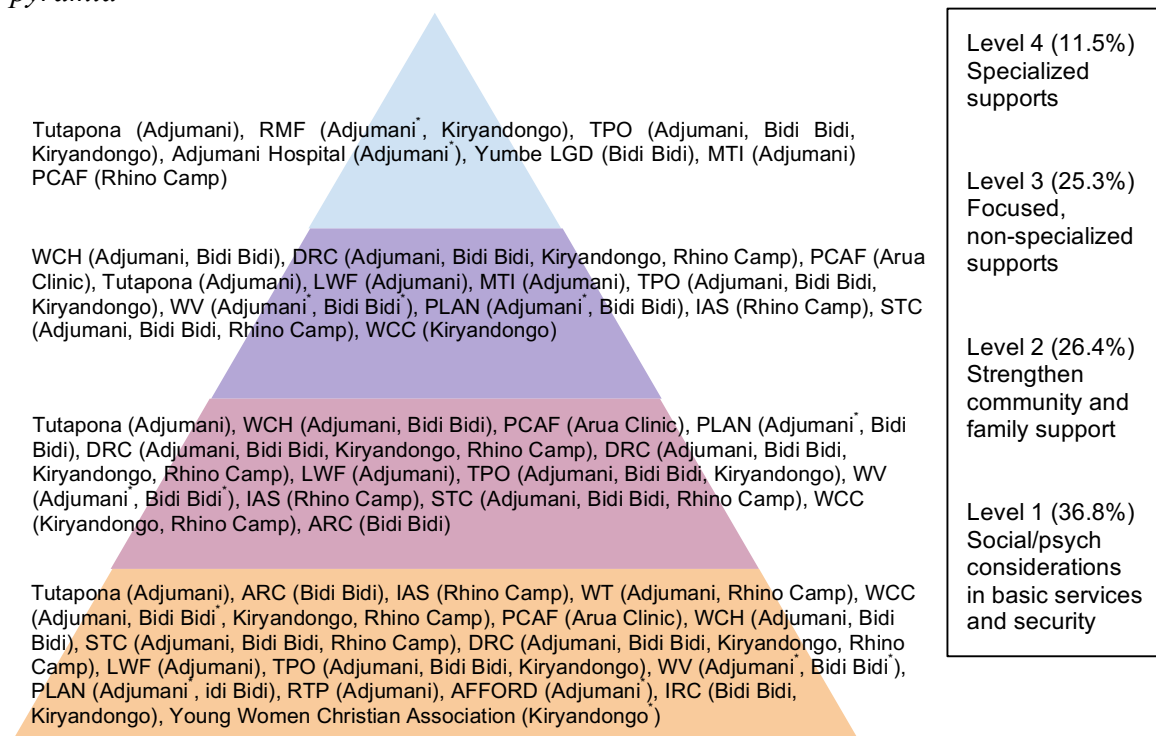 pyramid
Tutapona (Adjumani), RMF (Adjumani*, Kiryandongo), TPO (Adjumani, Bidi Bidi,
Kiryandongo), Adjumani Hospital (Adjumani*), Yumbe LGD (Bidi Bidi), MTI (Adjumani)
PCAF (Rhino Camp)
WCH (Adjumani, Bidi Bidi), DRC (Adjumani, Bidi Bidi, Kiryandongo, Rhino Camp), PCAF (Arua
Clinic), Tutapona (Adjumani), LWF (Adjumani), MTI (Adjumani), TPO (Adjumani, Bidi Bidi,
Kiryandongo), WV (Adjumani*, Bidi Bidi*), PLAN (Adjumani*, Bidi Bidi), IAS (Rhino Camp), STC
(Adjumani, Bidi Bidi, Rhino Camp), WCC (Kiryandongo)
Tutapona (Adjumani), WCH (Adjumani, Bidi Bidi), PCAF (Arua Clinic), PLAN (Adjumani*, Bidi
Bidi), DRC (Adjumani, Bidi Bidi, Kiryandongo, Rhino Camp), DRC (Adjumani, Bidi Bidi,
Kiryandongo, Rhino Camp), LWF (Adjumani), TPO (Adjumani, Bidi Bidi, Kiryandongo), WV
(Adjumani*, Bidi Bidi*), IAS (Rhino Camp), STC (Adjumani, Bidi Bidi, Rhino Camp), WCC
(Kiryandongo, Rhino Camp), ARC (Bidi Bidi)
Tutapona (Adjumani), ARC (Bidi Bidi), IAS (Rhino Camp), WT (Adjumani, Rhino Camp), WCC
(Adjumani, Bidi Bidi*, Kiryandongo, Rhino Camp), PCAF (Arua Clinic), WCH (Adjumani, Bidi
Bidi), STC (Adjumani, Bidi Bidi, Rhino Camp), DRC (Adjumani, Bidi Bidi, Kiryandongo, Rhino
Camp), LWF (Adjumani), TPO (Adjumani, Bidi Bidi, Kiryandongo), WV (Adjumani*, Bidi Bidi*),
PLAN (Adjumani*, idi Bidi), RTP (Adjumani), AFFORD (Adjumani*), IRC (Bidi Bidi,
Kiryandongo), Young Women Christian Association (Kiryandongo*)
Level 4 (11.5%)
Specialized
supports
Level 3 (25.3%)
Focused,
non-specialized
supports
Level 2 (26.4%)
Strengthen
community and
family support
Level 1 (36.8%)
Social/psych
considerations
in basic services
and security